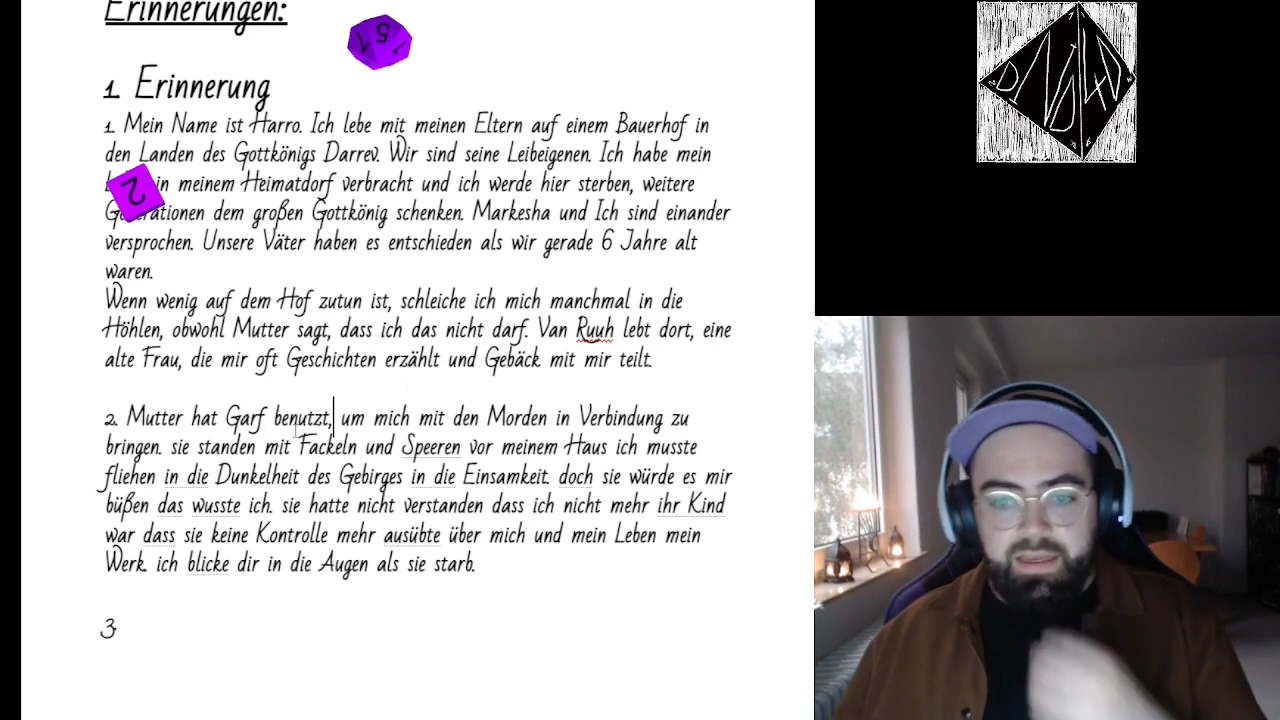 Erinnerungen:
5
1. Erinnerung
1. Mein Name ist Harro. Ich lebe mit meinen Eltern auf einem Bauerhof in
den Landen des Gottkönigs Darrev. Wir sind seine Leibeigenen. Ich habe mein
in meinem Heimatdorf verbracht und ich werde hier sterben, weitere
2
dem großen Gottkönig schenken. Markesha und Ich sind einander
versprochen. Unsere Väter haben es entschieden als wir gerade 6 Jahre alt
waren.
Wenn wenig auf dem Hof zutun ist, schleiche ich mich manchmal in die
Höhlen, obwohl Mutter sagt, dass ich das nicht darf. Van Ruuh lebt dort, eine
alte Frau, die mir oft Geschichten erzählt und Gebäck mit mir teilt.
2. Mutter hat Garf benutzt, um mich mit den Morden in Verbindung zu
bringen. sie standen mit Fackeln und Speeren vor meinem Haus ich musste
fliehen in die Dunkelheit des Gebirges in die Einsamkeit. doch sie würde es mir
büßen das wusste ich. sie hatte nicht verstanden dass ich nicht mehr ihr Kind
war dass sie keine Kontrolle mehr ausübte über mich und mein Leben mein
Werk. ich blicke dir in die Augen als sie starb.
3